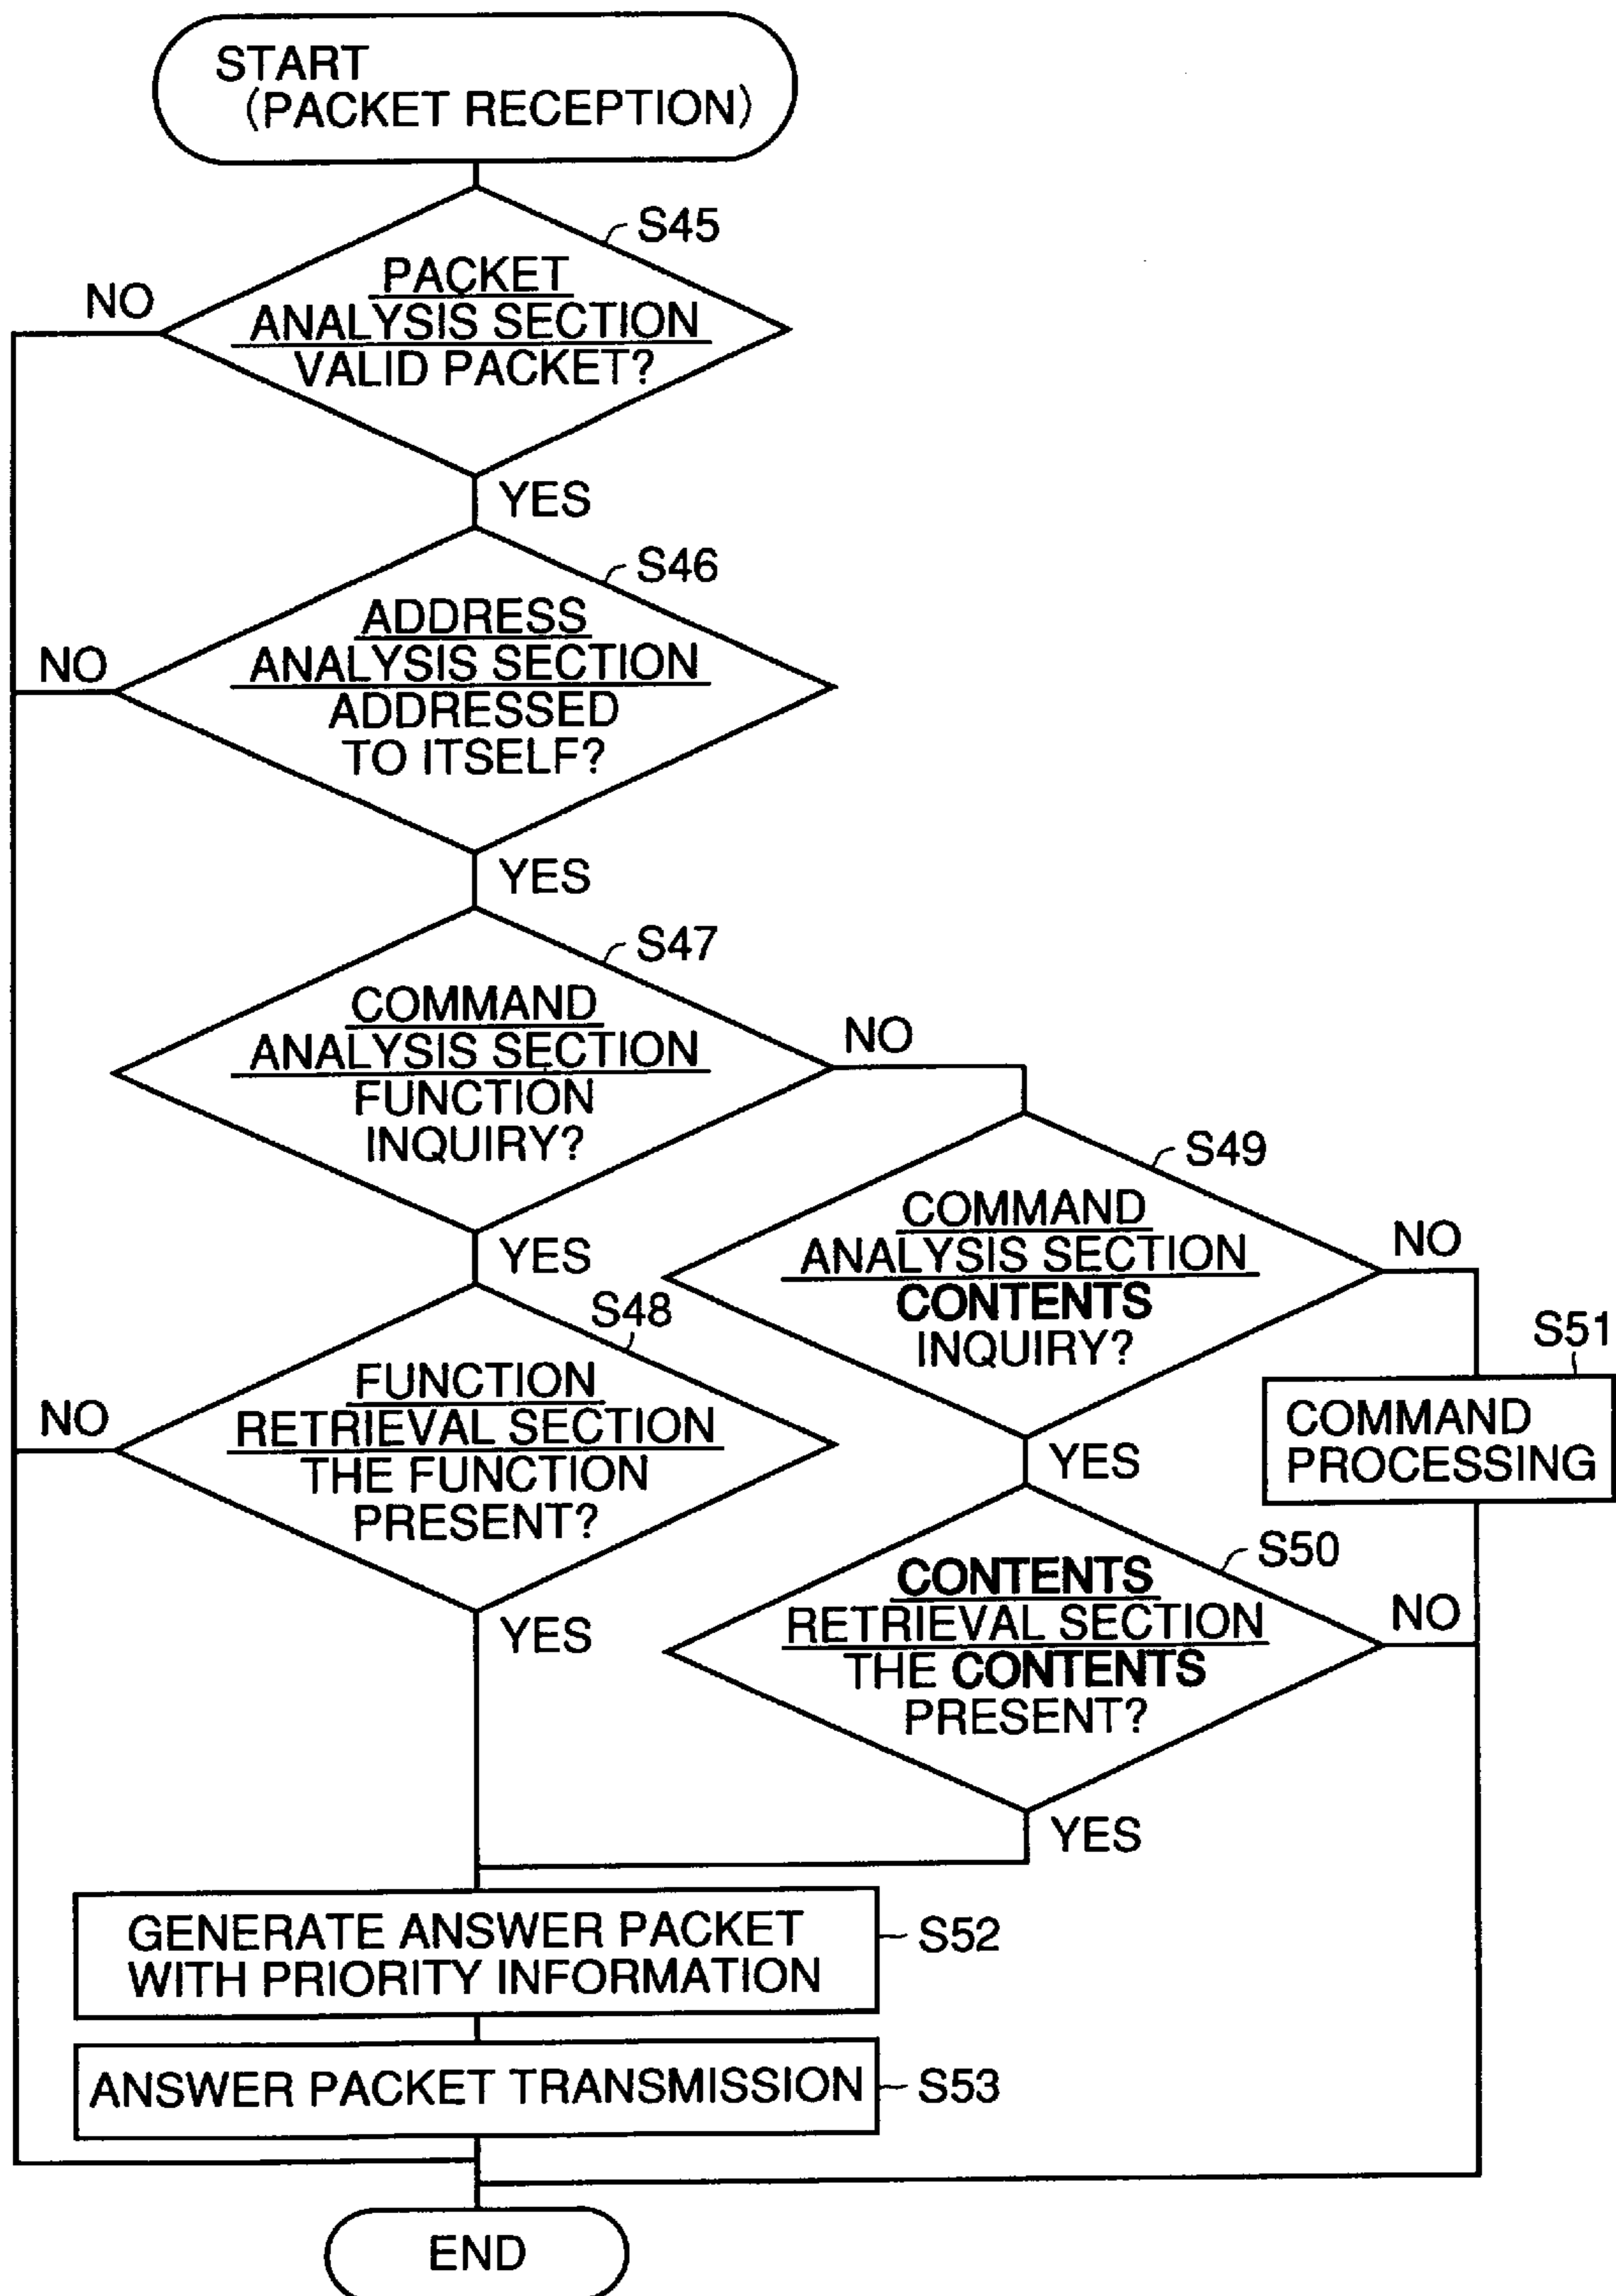 START
(PACKET RECEPTION)
S45
PACKET
ANALYSIS SECTION
VALID PACKET?
NO
YES
S46
ADDRESS
ANALYSIS SECTION
ADDRESSED
TO ITSELF?
NO
YES
S47
COMMAND
ANALYSIS SECTION
FUNCTION
INQUIRY?
NO
YES
S49
COMMAND
ANALYSIS SECTION
CONTENTS
INQUIRY?
NO
YES
S48
FUNCTION
RETRIEVAL SECTION
THE FUNCTION
PRESENT?
NO
YES
S51
COMMAND
PROCESSING
S50
CONTENTS
RETRIEVAL SECTION
THE CONTENTS
PRESENT?
NO
YES
GENERATE ANSWER PACKET
WITH PRIORITY INFORMATION
S52
ANSWER PACKET TRANSMISSION
S53
END